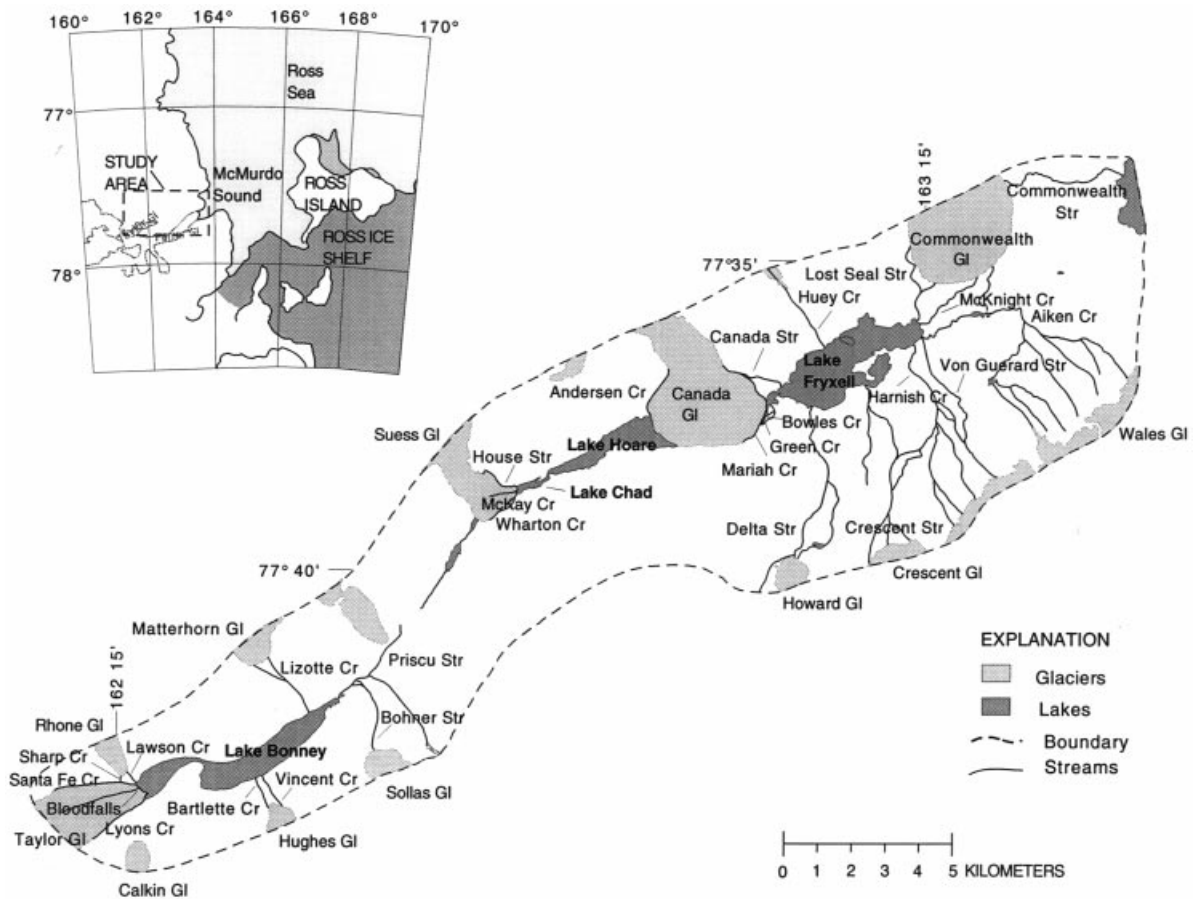 160°
162°
164°
166°
168°
170°
Ross
Sea
77°
STUDY
AREA
McMurdo
Sound
ROSS
ISLAND
ROSS ICE
SHELF
78°
163 15'
Commonwealth
Str
Commonwealth
Gl
77° 35'
Lost Seal Str
Huey Cr
McKnight Cr
Aiken Cr
Canada Str
Lake
Fryxell
Von Guerard Str
Andersen Cr
Canada
Gl
Harnish Cr
Bowles Cr
Suess Gl
Lake Hoare
Green Cr
Wales Gl
House Str
Mariah Cr
Lake Chad
McKay Cr
Wharton Cr
Delta Str
Crescent Str
77° 40'
Crescent Gl
Howard Gl
Matterhorn Gl
EXPLANATION
Glaciers
Lakes
Boundary
Streams
162 15'
Lizotte Cr
Priscu Str
Rhone Gl
Bohner Str
Sharp Cr
Lawson Cr
Lake Bonney
Santa Fe Cr
Vincent Cr
Bloodfalls
Bartlette Cr
Sollas Gl
Taylor Gl
Lyons Cr
Hughes Gl
Calkin Gl
0 1 2 3 4 5 KILOMETERS